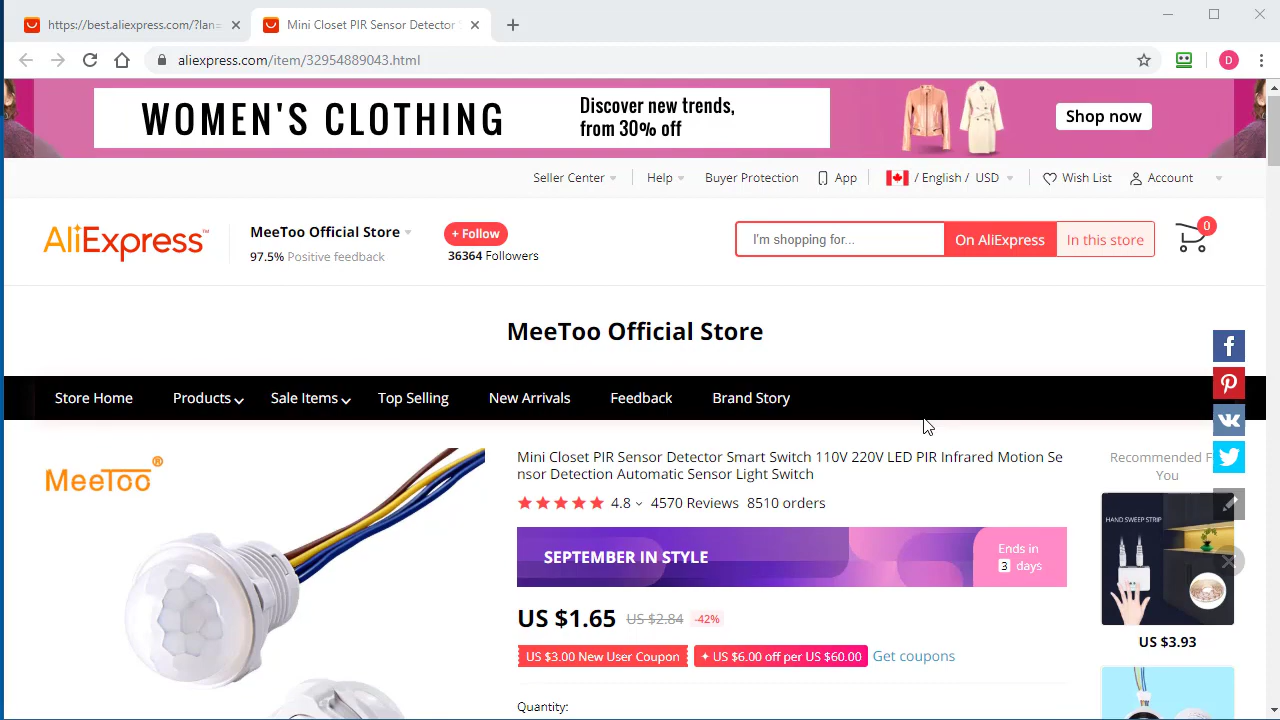 https://best.aliexpress.com/?lan=
Mini Closet PIR Sensor Detector S
aliexpress.com/item/32954889043.html
D
WOMEN'S CLOTHING
Discover new trends,
from 30% off
Shop now
Seller Center
Help
Buyer Protection
App
/ English / USD
Wish List
Account
AliExpress™
MeeToo Official Store
97.5% Positive feedback
+ Follow
36364 Followers
I'm shopping for...
On AliExpress
In this store
0
MeeToo Official Store
Store Home
Products
Sale Items
Top Selling
New Arrivals
Feedback
Brand Story
MeeToo®
Mini Closet PIR Sensor Detector Smart Switch 110V 220V LED PIR Infrared Motion Se
nsor Detection Automatic Sensor Light Switch
4.8
4570 Reviews
8510 orders
SEPTEMBER IN STYLE
Ends in
3 days
US $1.65
US $2.84
-42%
US $3.00 New User Coupon
US $6.00 off per US $60.00
Get coupons
Quantity:
Recommended F
You
HAND SWEEP STRIP
US $3.93